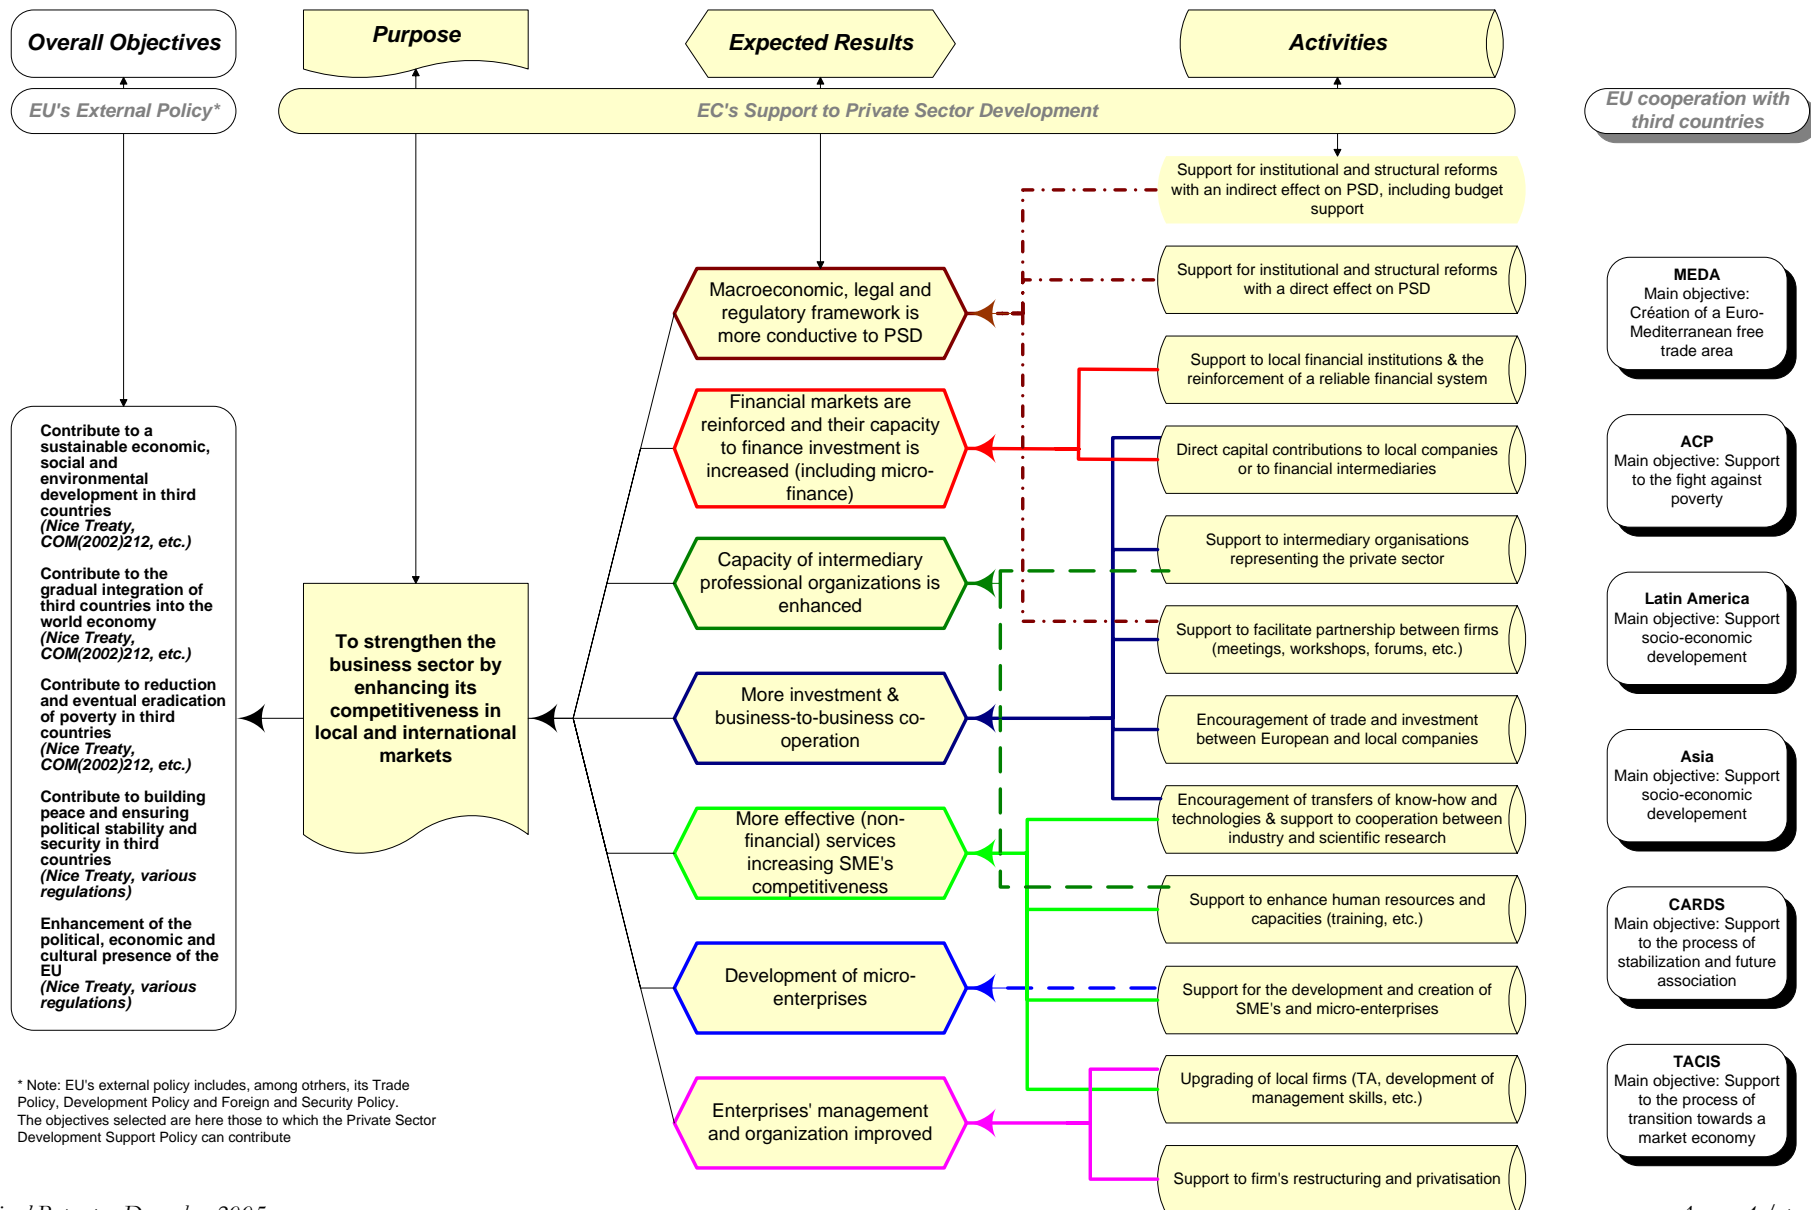 Overall Objectives
Purpose
Expected Results
Activities
EU's External Policy*
EC's Support to Private Sector Development
EU cooperation with
third countries
Support for institutional and structural reforms
with an indirect effect on PSD, including budget
support
Support for institutional and structural reforms
with a direct effect on PSD
Support to local financial institutions & the
reinforcement of a reliable financial system
Direct capital contributions to local companies
or to financial intermediaries
Support to intermediary organisations
representing the private sector
Support to facilitate partnership between firms
(meetings, workshops, forums, etc.)
Encouragement of trade and investment
between European and local companies
Encouragement of transfers of know-how and
technologies & support to cooperation between
industry and scientific research
Support to enhance human resources and
capacities (training, etc.)
Support for the development and creation of
SME's and micro-enterprises
Upgrading of local firms (TA, development of
management skills, etc.)
Support to firm's restructuring and privatisation
Macroeconomic, legal and
regulatory framework is
more conductive to PSD
Financial markets are
reinforced and their capacity
to finance investment is
increased (including micro-
finance)
Capacity of intermediary
professional organizations is
enhanced
More investment &
business-to-business co-
operation
More effective (non-
financial) services
increasing SME's
competitiveness
Development of micro-
enterprises
Enterprises' management
and organization improved
To strengthen the
business sector by
enhancing its
competitiveness in
local and international
markets
Contribute to a
sustainable economic,
social and
environmental
development in third
countries
(Nice Treaty,
COM(2002)212, etc.)
Contribute to the
gradual integration of
third countries into the
world economy
(Nice Treaty,
COM(2002)212, etc.)
Contribute to reduction
and eventual eradication
of poverty in third
countries
(Nice Treaty,
COM(2002)212, etc.)
Contribute to building
peace and ensuring
political stability and
security in third
countries
(Nice Treaty, various
regulations)
Enhancement of the
political, economic and
cultural presence of the
EU
(Nice Treaty, various
regulations)
MEDA
Main objective:
Création of a Euro-
Mediterranean free
trade area
ACP
Main objective: Support
to the fight against
poverty
Latin America
Main objective: Support
socio-economic
developement
Asia
Main objective: Support
socio-economic
developement
CARDS
Main objective: Support
to the process of
stabilization and future
association
TACIS
Main objective: Support
to the process of
transition towards a
market economy
* Note: EU's external policy includes, among otrhers, its Trade
Policy, Development Policy and Foreign and Security Policy.
The objectives selected are here those to which the Private Sector
Development Support Policy can contribute